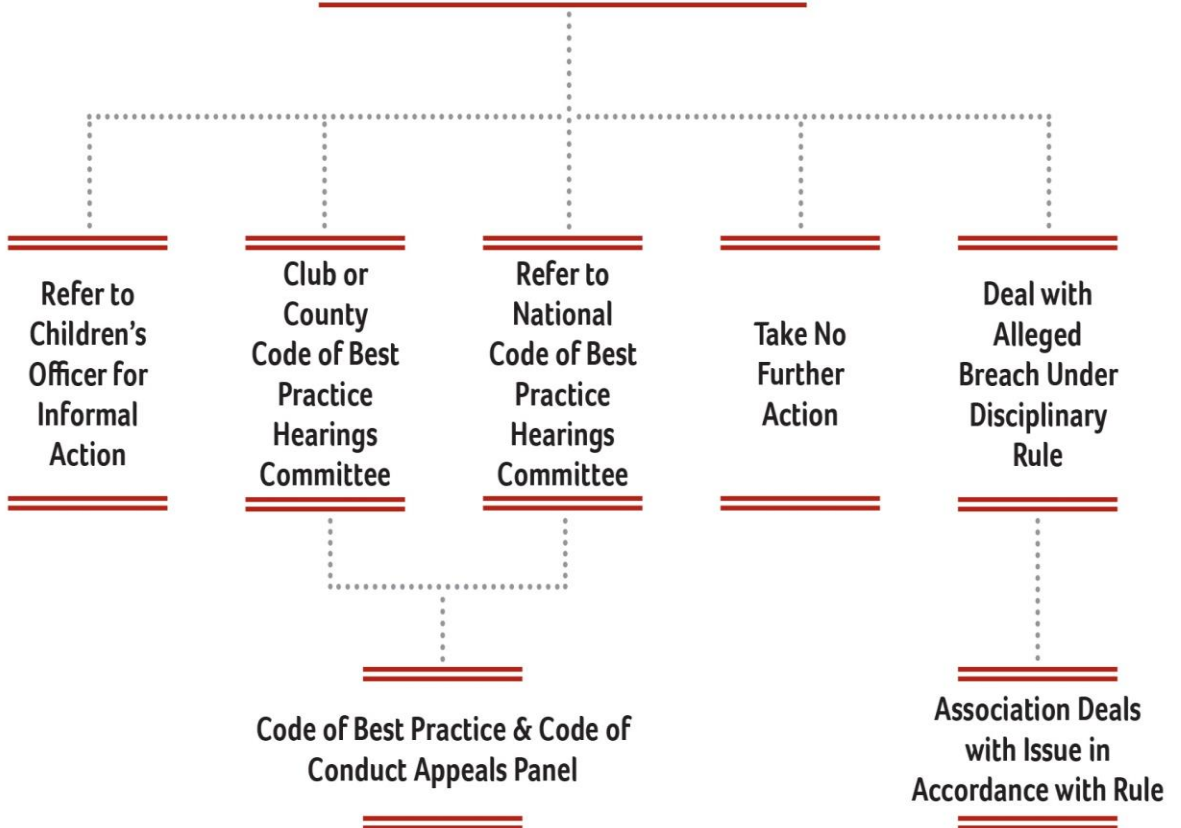 Refer to
Children’s
Officer for
Informal
Action
Club or
County
Code of Best
Practice
Hearings
Committee
Refer to
National
Code of Best
Practice
Hearings
Committee
Take No
Further
Action
Deal with
Alleged
Breach Under
Disciplinary
Rule
Code of Best Practice & Code of
Conduct Appeals Panel
Association Deals
with Issue in
Accordance with Rule